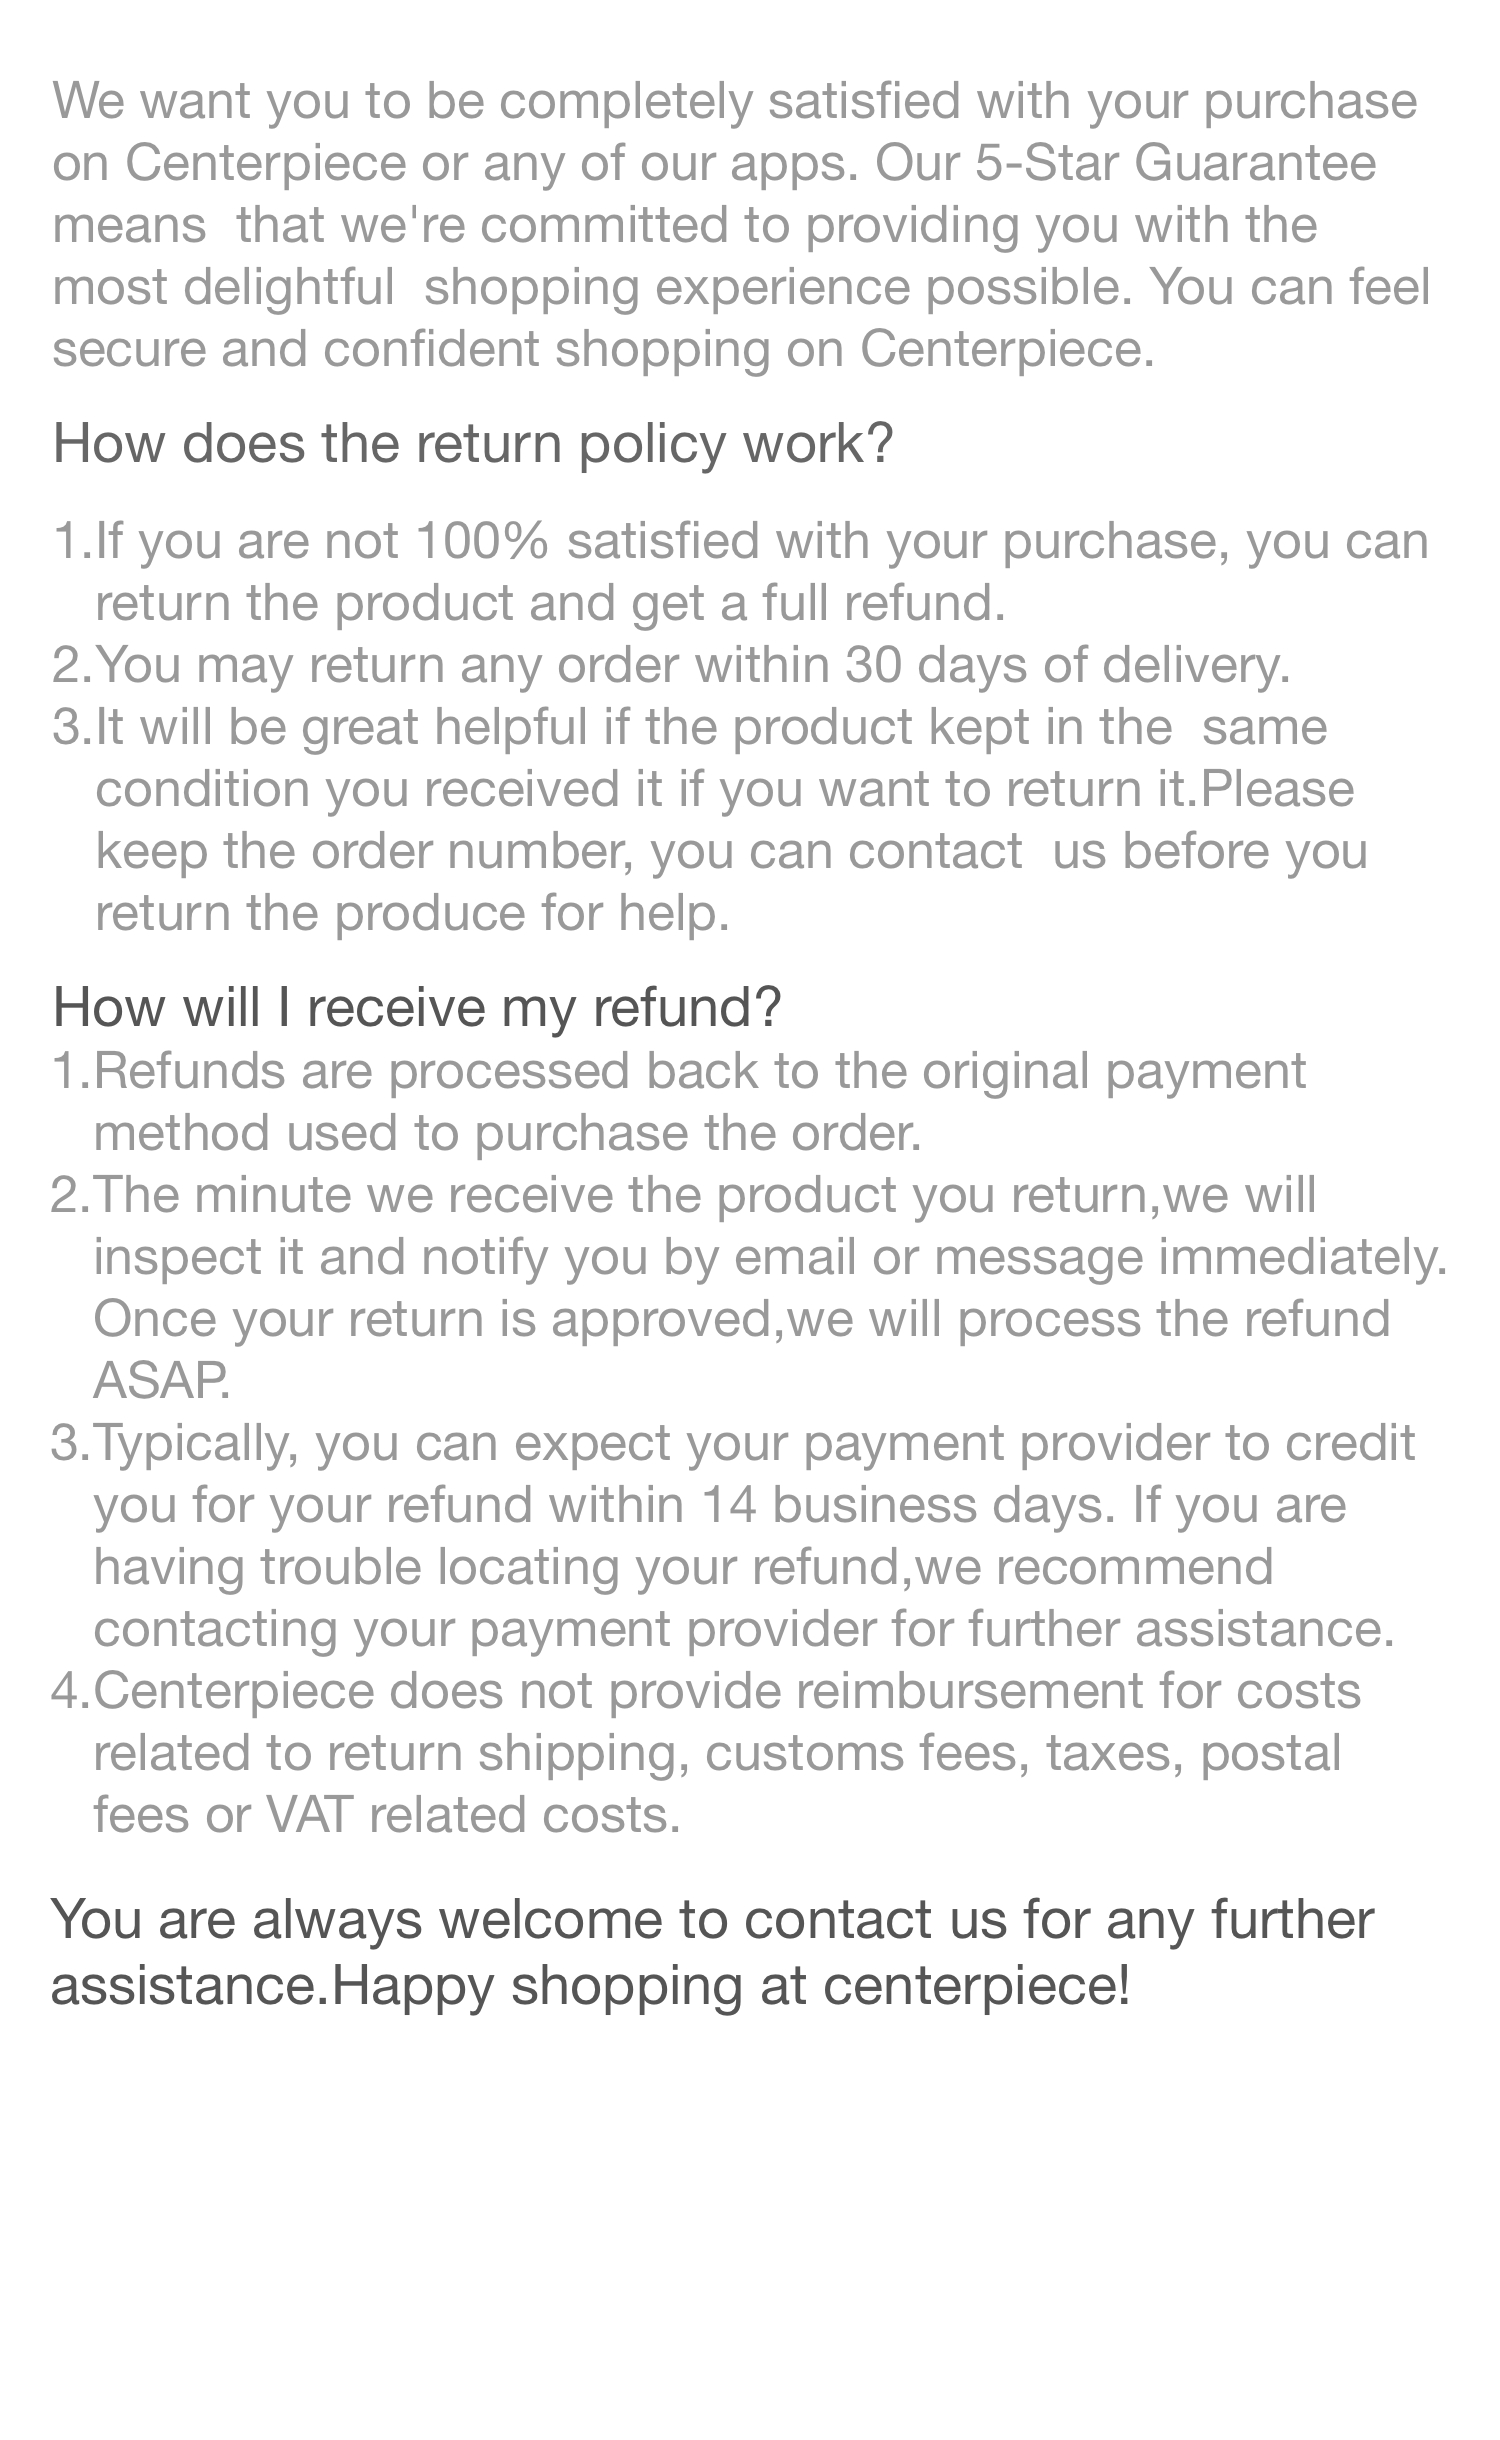 We want you to be completely satisfied with your purchase
on Centerpiece or any of our apps. Our 5-Star Guarantee
means  that we're committed to providing you with the
most delightful  shopping experience possible. You can feel
secure and confident shopping on Centerpiece.
How does the return policy work?
1.If you are not 100% satisfied with your purchase, you can
return the product and get a full refund.
2.You may return any order within 30 days of delivery.
3.It will be great helpful if the product kept in the  same
condition you received it if you want to return it.Please
keep the order number, you can contact  us before you
return the produce for help.
How will I receive my refund?
1.Refunds are processed back to the original payment
method used to purchase the order.
2.The minute we receive the product you return,we will
inspect it and notify you by email or message immediately.
Once your return is approved,we will process the refund
ASAP.
3.Typically, you can expect your payment provider to credit
you for your refund within 14 business days. If you are
having trouble locating your refund,we recommend
contacting your payment provider for further assistance.
4.Centerpiece does not provide reimbursement for costs
related to return shipping, customs fees, taxes, postal
fees or VAT related costs.
You are always welcome to contact us for any further
assistance.Happy shopping at centerpiece!